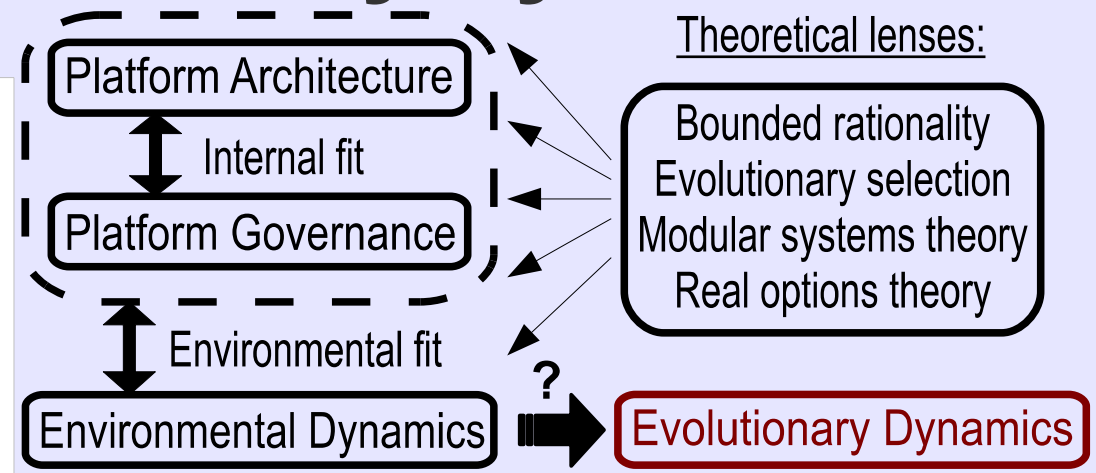 Platform Architecture
Internal fit
Platform Governance
Environmental fit
Environmental Dynamics
Theoretical lenses:
Bounded rationality
Evolutionary selection
Modular systems theory
Real options theory
?
Evolutionary Dynamics